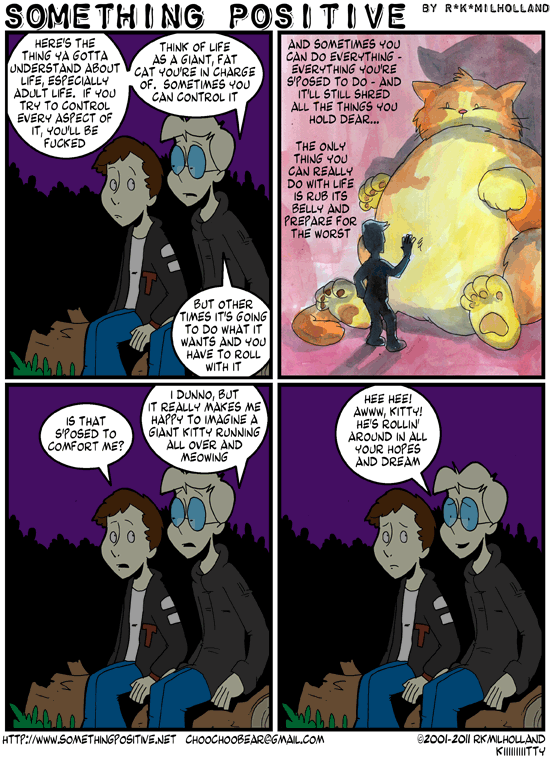 SOMETHING POSITIVE BY R*K*MILHOLLAND
HERE'S THE
THING YA GOTTA
UNDERSTAND ABOUT
LIFE, ESPECIALLY
ADULT LIFE. IF YOU
TRY TO CONTROL
EVERY ASPECT OF
IT, YOU'LL BE
FUCKED
THINK OF LIFE
AS A GIANT, FAT
CAT YOU'RE IN CHARGE
OF. SOMETIMES YOU
CAN CONTROL IT
BUT OTHER
TIMES IT'S GOING
TO DO WHAT IT
WANTS AND YOU
HAVE TO ROLL
WITH IT
AND SOMETIMES YOU
CAN DO EVERYTHING -
EVERYTHING YOU'RE
S'POSED TO DO - AND
IT'LL STILL SHRED
ALL THE THINGS YOU
HOLD DEAR...
THE ONLY
THING YOU
CAN REALLY
DO WITH LIFE
IS RUB ITS
BELLY AND
PREPARE FOR
THE WORST
IS THAT
S'POSED TO
COMFORT ME?
I DUNNO, BUT
IT REALLY MAKES ME
HAPPY TO IMAGINE A
GIANT KITTY RUNNING
ALL OVER AND
MEOWING
HEE HEE!
AWWW, KITTY!
HE'S ROLLIN'
AROUND IN ALL
YOUR HOPES
AND DREAM
T
T
T
HTTP://WWW.SOMETHINGPOSITIVE.NET CHOOCHOOBEAR@GMAIL.COM ©2001-2011 RKMILHOLLAND
KIIIIIIIITTY